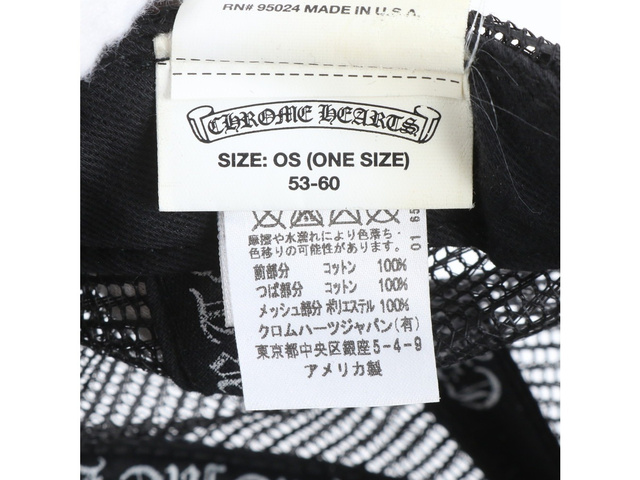 RN# 95024 MADE IN U.S.A.
CHROME HEARTS
SIZE: OS (ONE SIZE)
53-60
摩擦や水濡れにより色落ち・
色移りの可能性があります。
前部分 コットン 100%
つば部分 コットン 100%
メッシュ部分 ポリエステル 100%
クロムハーツジャパン(有)
東京都中央区銀座5-4-9
アメリカ製
01 65